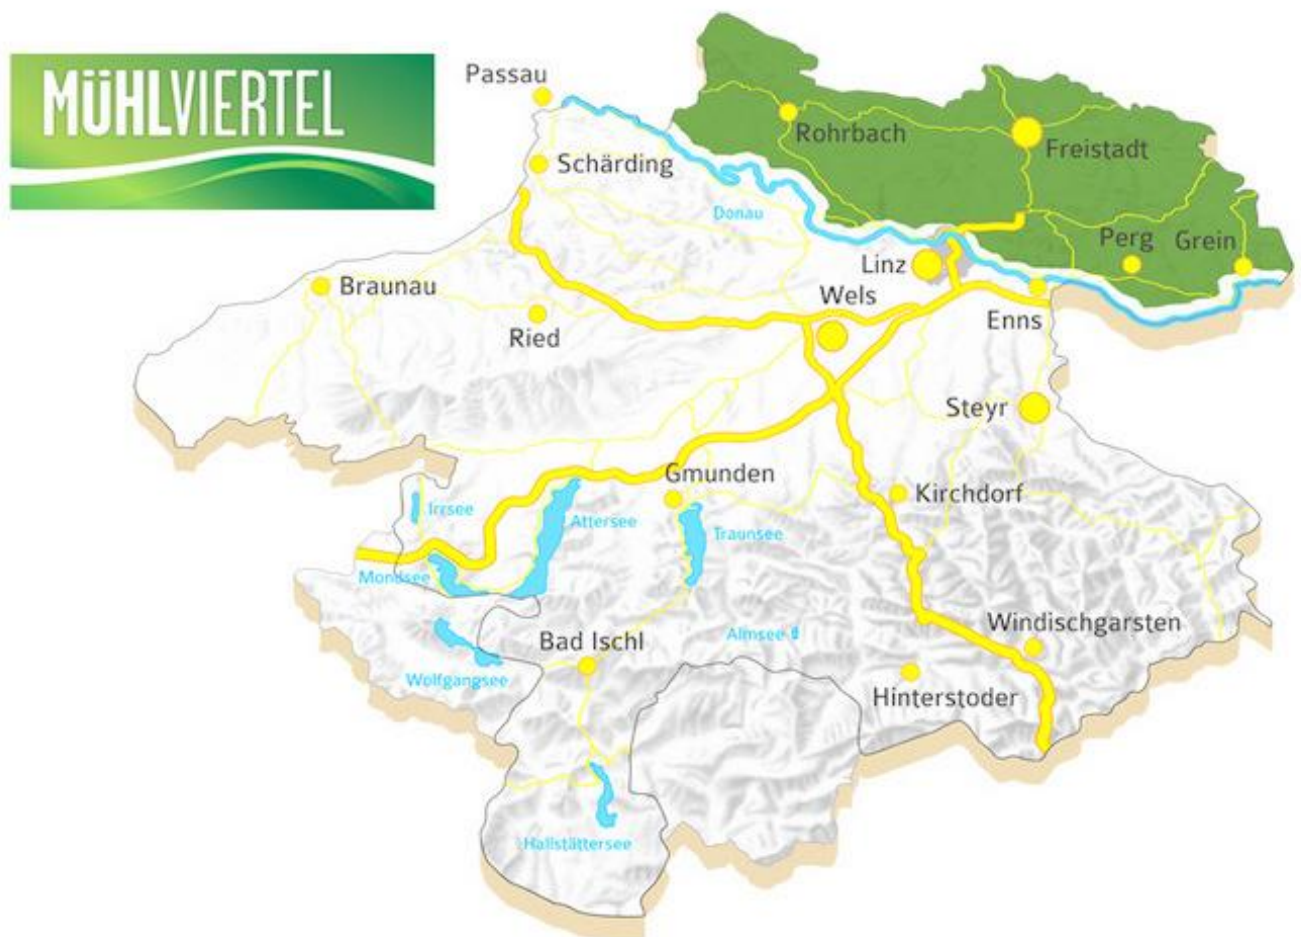 MÜHLVIERTEL
Passau
Rohrbach
Freistadt
Schärding
Donau
Perg
Grein
Linz
Braunau
Wels
Enns
Ried
Steyr
Gmunden
Kirchdorf
Irrsee
Attersee
Traunsee
Mondsee
Windischgarsten
Almsee
Bad Ischl
Wolfgangsee
Hinterstoder
Hallstättersee